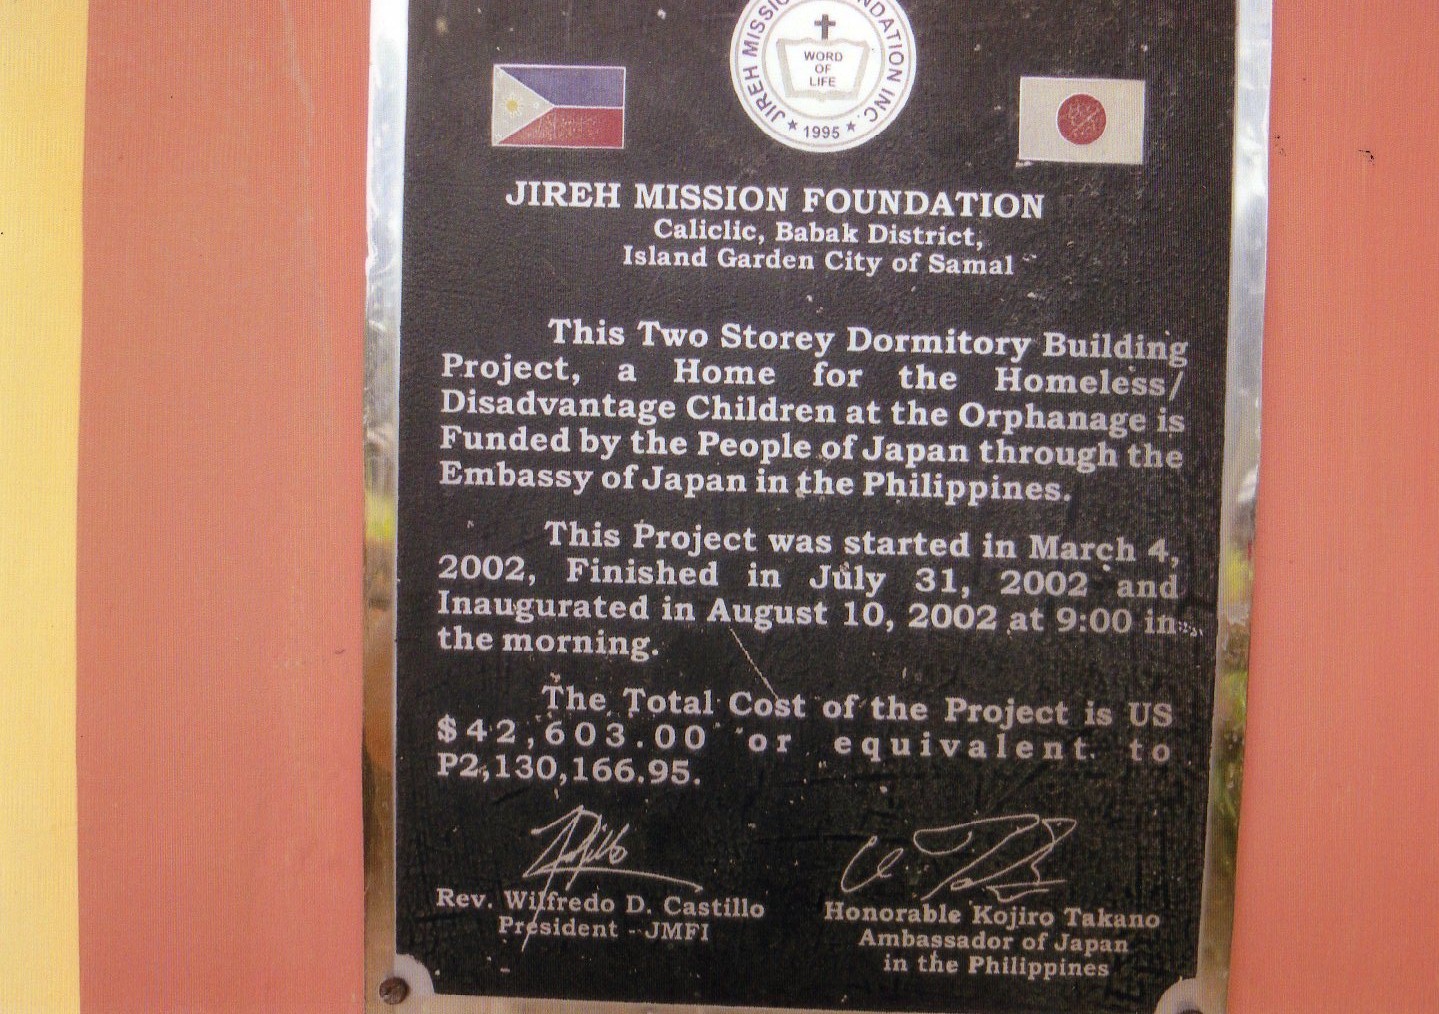 JIREH MISSION FOUNDATION INC.
WORD
OF
LIFE
★ 1995 ★
JIREH MISSION FOUNDATION
Caliclic, Babak District,
Island Garden City of Samal
This Two Storey Dormitory Building
Project, a Home for the Homeless/
Disadvantage Children at the Orphanage is
Funded by the People of Japan through the
Embassy of Japan in the Philippines.
This Project was started in March 4,
2002, Finished in July 31, 2002 and
Inaugurated in August 10, 2002 at 9:00 in
the morning.
The Total Cost of the Project is US
$42,603.00 or equivalent to
P2,130,166.95.
Rev. Wilfredo D. Castillo
President - JMFI
Honorable Kojiro Takano
Ambassador of Japan
in the Philippines